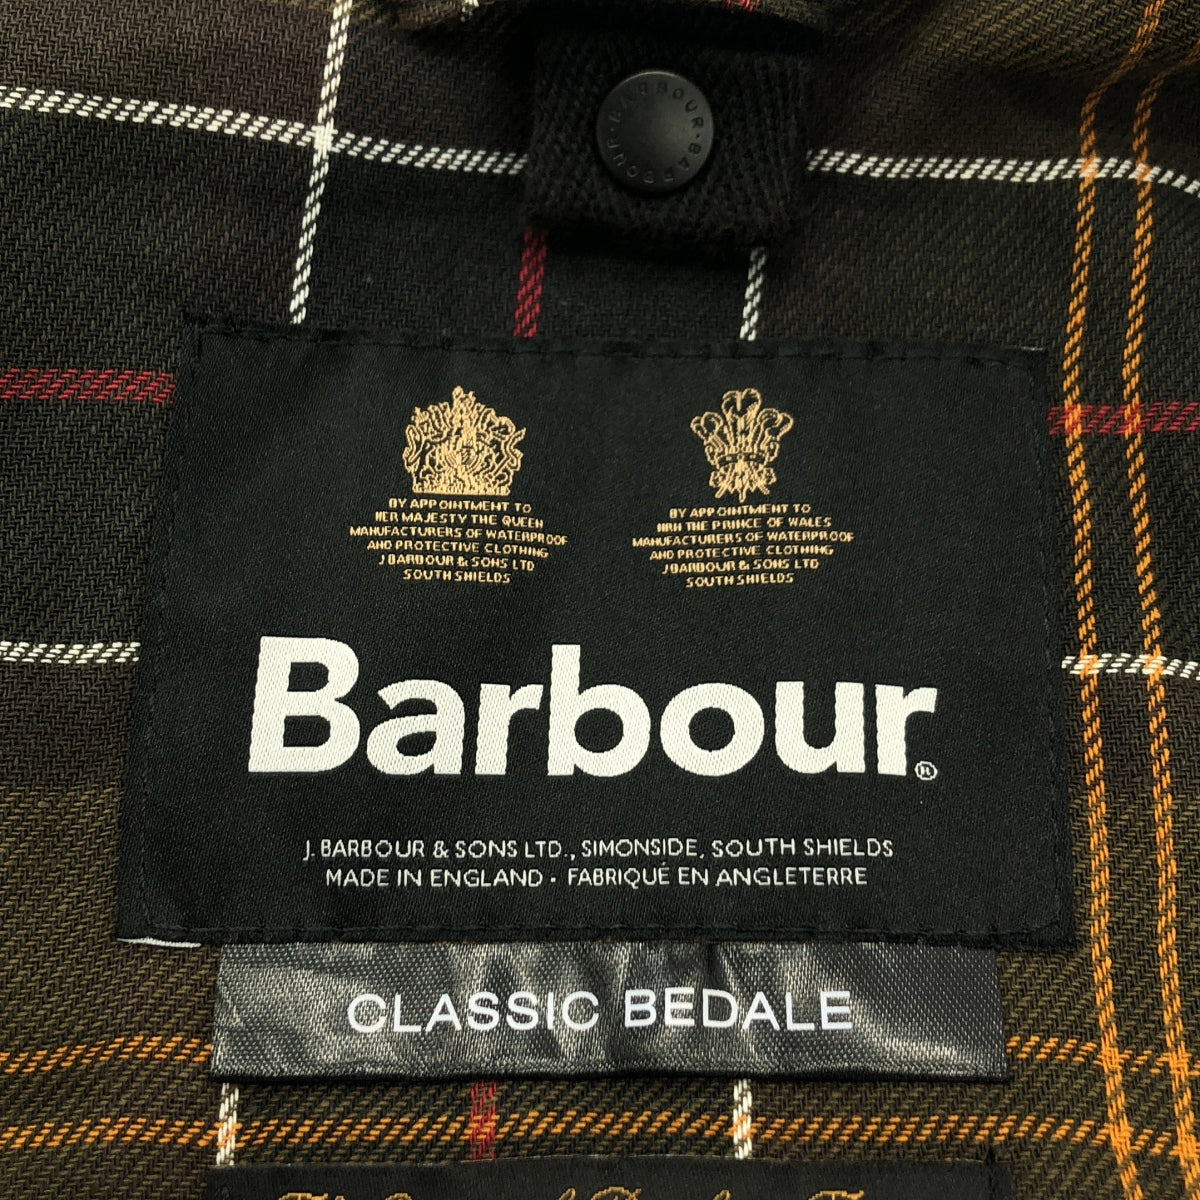 BARBOUR · BARBOUR ·
BY APPOINTMENT TO
HER MAJESTY THE QUEEN
MANUFACTURERS OF WATERPROOF
AND PROTECTIVE CLOTHING
J BARBOUR & SONS LTD
SOUTH SHIELDS
BY APPOINTMENT TO
HRH THE PRINCE OF WALES
MANUFACTURERS OF WATERPROOF
AND PROTECTIVE CLOTHING
J BARBOUR & SONS LTD
SOUTH SHIELDS
Barbour®
J. BARBOUR & SONS LTD., SIMONSIDE, SOUTH SHIELDS
MADE IN ENGLAND · FABRIQUÉ EN ANGLETERRE
CLASSIC BEDALE